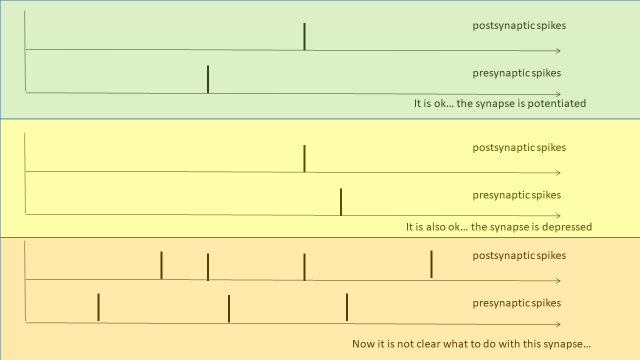 postsynaptic spikes
presynaptic spikes
It is ok... the synapse is potentiated
postsynaptic spikes
presynaptic spikes
It is also ok... the synapse is depressed
postsynaptic spikes
presynaptic spikes
Now it is not clear what to do with this synapse...